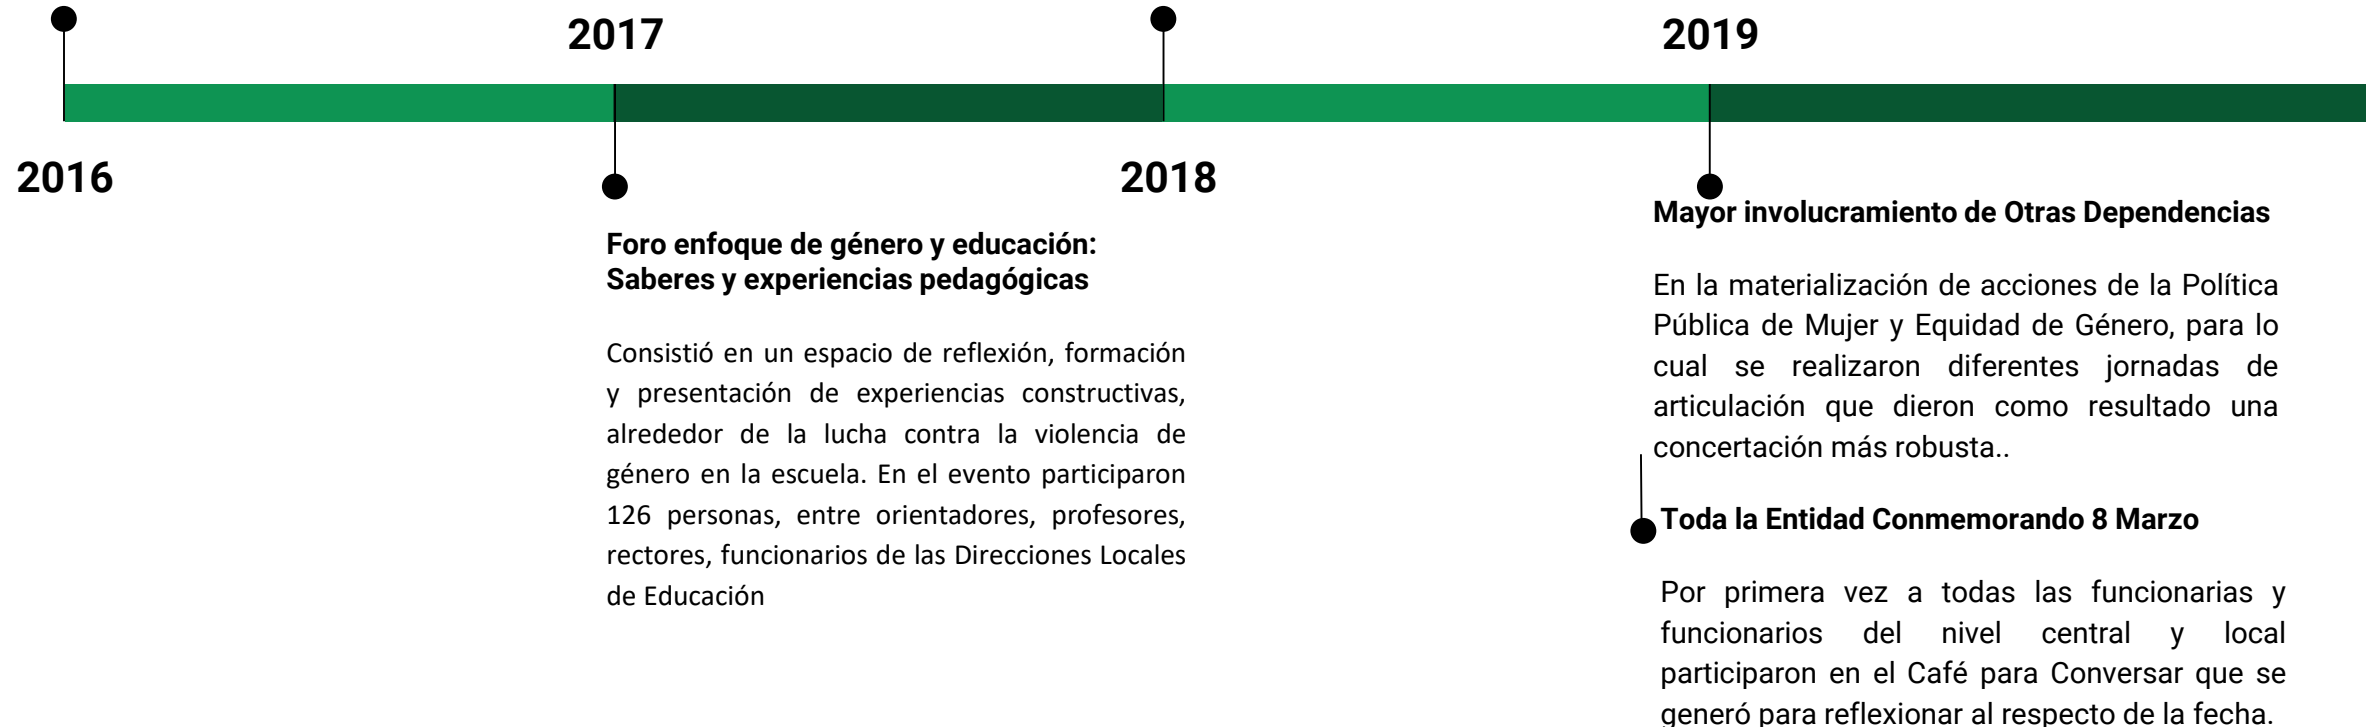 2017
2019
2016
2018
Foro enfoque de género y educación:
Saberes y experiencias pedagógicas
Consistió en un espacio de reflexión, formación
y presentación de experiencias constructivas,
alrededor de la lucha contra la violencia de
género en la escuela. En el evento participaron
126 personas, entre orientadores, profesores,
rectores, funcionarios de las Direcciones Locales
de Educación
Mayor involucramiento de Otras Dependencias
En la materialización de acciones de la Política
Pública de Mujer y Equidad de Género, para lo
cual se realizaron diferentes jornadas de
articulación que dieron como resultado una
concertación más robusta..
Toda la Entidad Conmemorando 8 Marzo
Por primera vez a todas las funcionarias y
funcionarios del nivel central y local
participaron en el Café para Conversar que se
generó para reflexionar al respecto de la fecha.